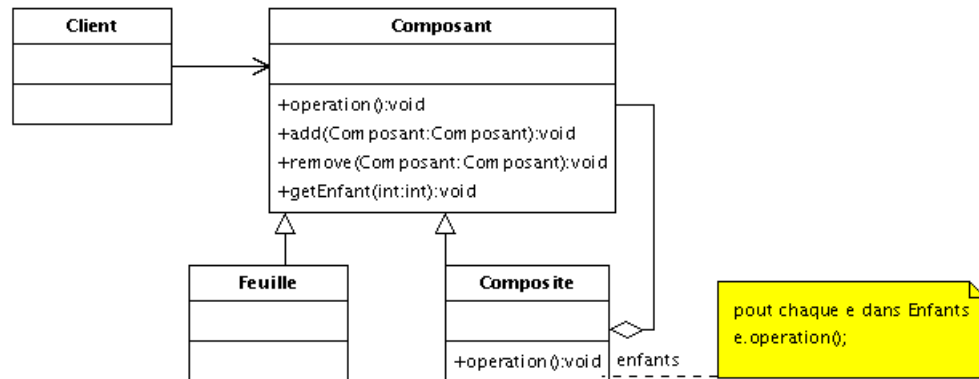 Client
Composant
+operation():void
+add(Composant:Composant):void
+remove(Composant:Composant):void
+getEnfant(int:int):void
Feuille
Composite
+operation():void
enfants
pout chaque e dans Enfants
e.operation();